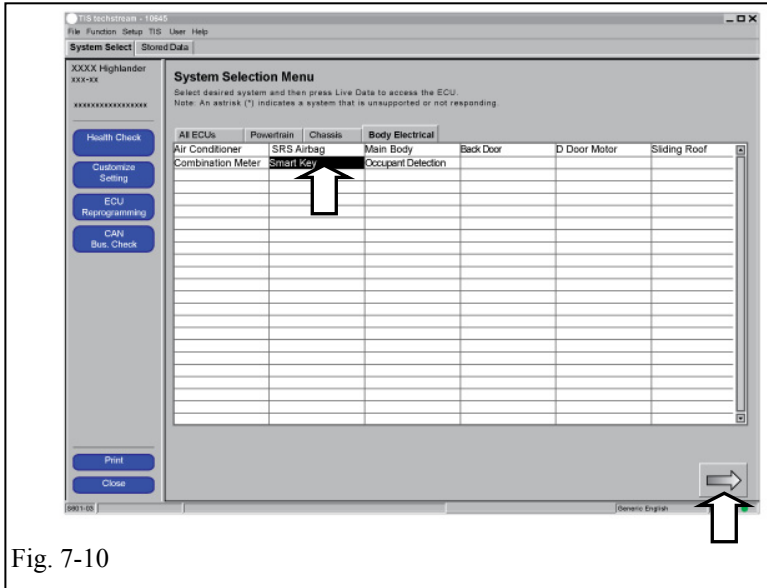 TIS techstream - 10645
File Function Setup TIS User Help
System Select Stored Data
XXXX Highlander
xxx-xx
xxxxxxxxxxxxxxxxx
System Selection Menu
Select desired system and then press Live Data to access the ECU.
Note: An astrisk (*) indicates a system that is unsupported or not responding.
Health Check
Customize
Setting
ECU
Reprogramming
CAN
Bus. Check
All ECUs Powertrain Chassis Body Electrical
Air Conditioner SRS Airbag Main Body Back Door D Door Motor Sliding Roof
Combination Meter Smart Key Occupant Detection
Print
Close
S801-03 Generic English
Fig. 7-10